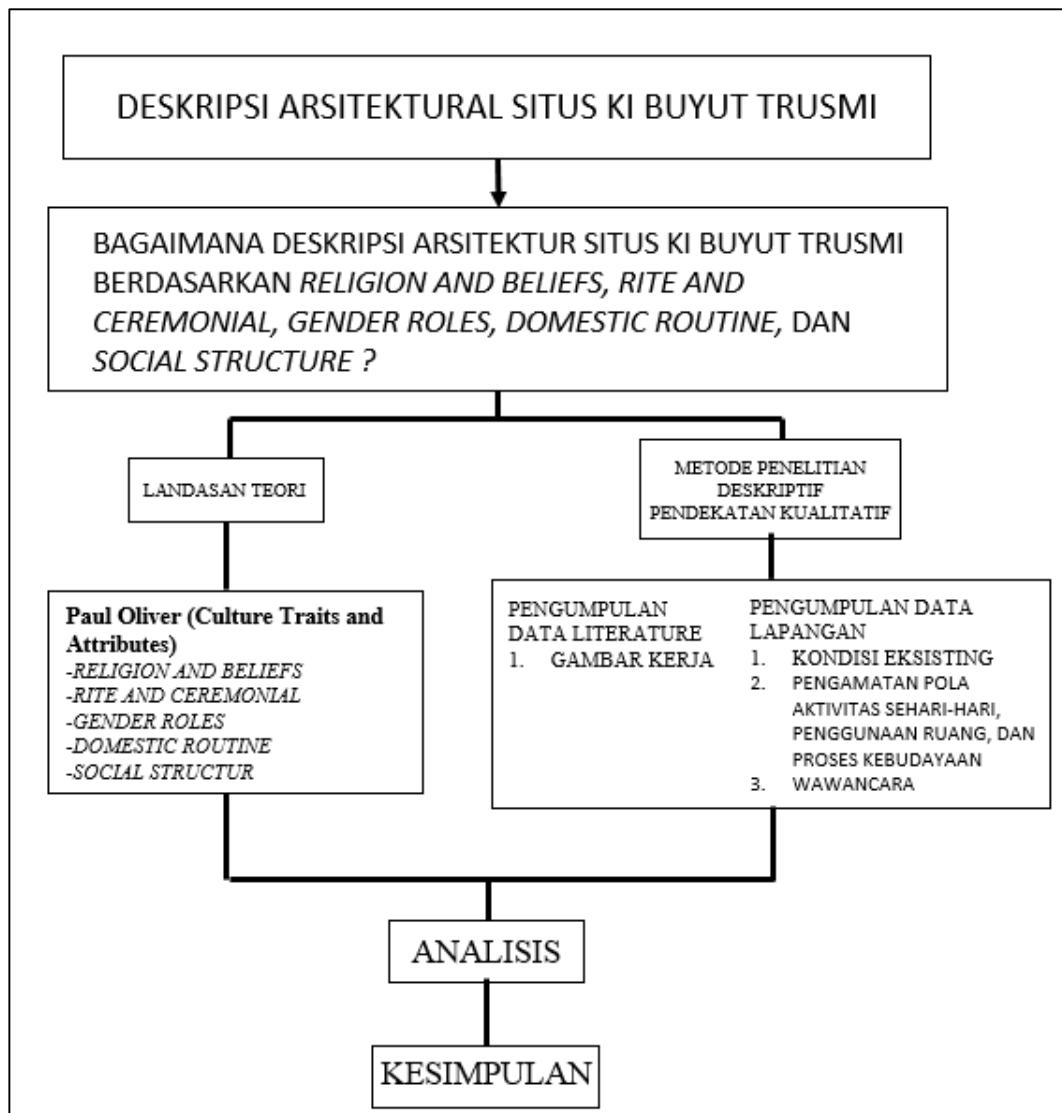 DESKRIPSI ARSITEKTURAL SITUS KI BUYUT TRUSMI
BAGAIMANA DESKRIPSI ARSITEKTUR SITUS KI BUYUT TRUSMI
BERDASARKAN RELIGION AND BELIEFS, RITE AND
CEREMONIAL, GENDER ROLES, DOMESTIC ROUTINE, DAN
SOCIAL STRUCTURE ?
LANDASAN TEORI
METODE PENELITIAN
DESKRIPTIF
PENDEKATAN KUALITATIF
Paul Oliver (Culture Traits and
Attributes)
-RELIGION AND BELIEFS
-RITE AND CEREMONIAL
-GENDER ROLES
-DOMESTIC ROUTINE
-SOCIAL STRUCTUR
PENGUMPULAN
DATA LITERATURE
1. GAMBAR KERJA
PENGUMPULAN DATA
LAPANGAN
1. KONDISI EKSISTING
2. PENGAMATAN POLA
AKTIVITAS SEHARI-HARI,
PENGGUNAAN RUANG, DAN
PROSES KEBUDAYAAN
3. WAWANCARA
ANALISIS
KESIMPULAN